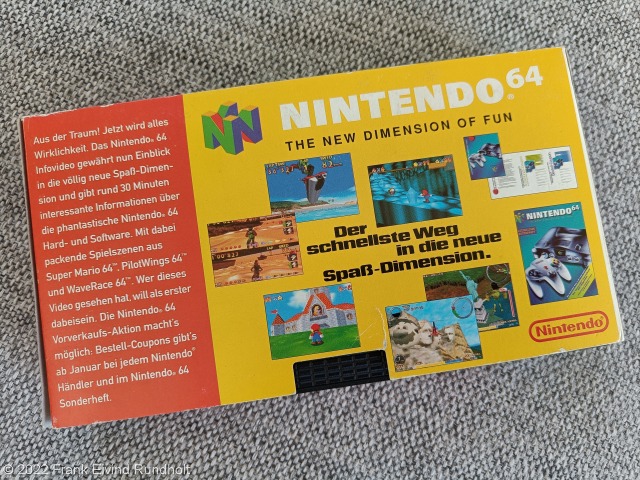 Aus der Traum! Jetzt wird alles
Wirklichkeit. Das Nintendo® 64
Infovideo gewährt nun Einblick
in die völlig neue Spaß-Dimen-
sion und gibt rund 30 Minuten
interessante Informationen über
die phantastische Nintendo® 64
Hard- und Software. Mit dabei
packende Spielszenen aus
Super Mario 64™, PilotWings 64™
und WaveRace 64™. Wer dieses
Video gesehen hat, will als erster
dabeisein. Die Nintendo® 64
Vorverkaufs-Aktion macht's
möglich: Bestell-Coupons gibt's
ab Januar bei jedem Nintendo®
Händler und im Nintendo® 64
Sonderheft.
NINTENDO®64
THE NEW DIMENSION OF FUN
Der
schnellste Weg
in die neue
Spaß-Dimension.
NINTENDO64
Nintendo®
© 2022 Frank Eivind Rundholt